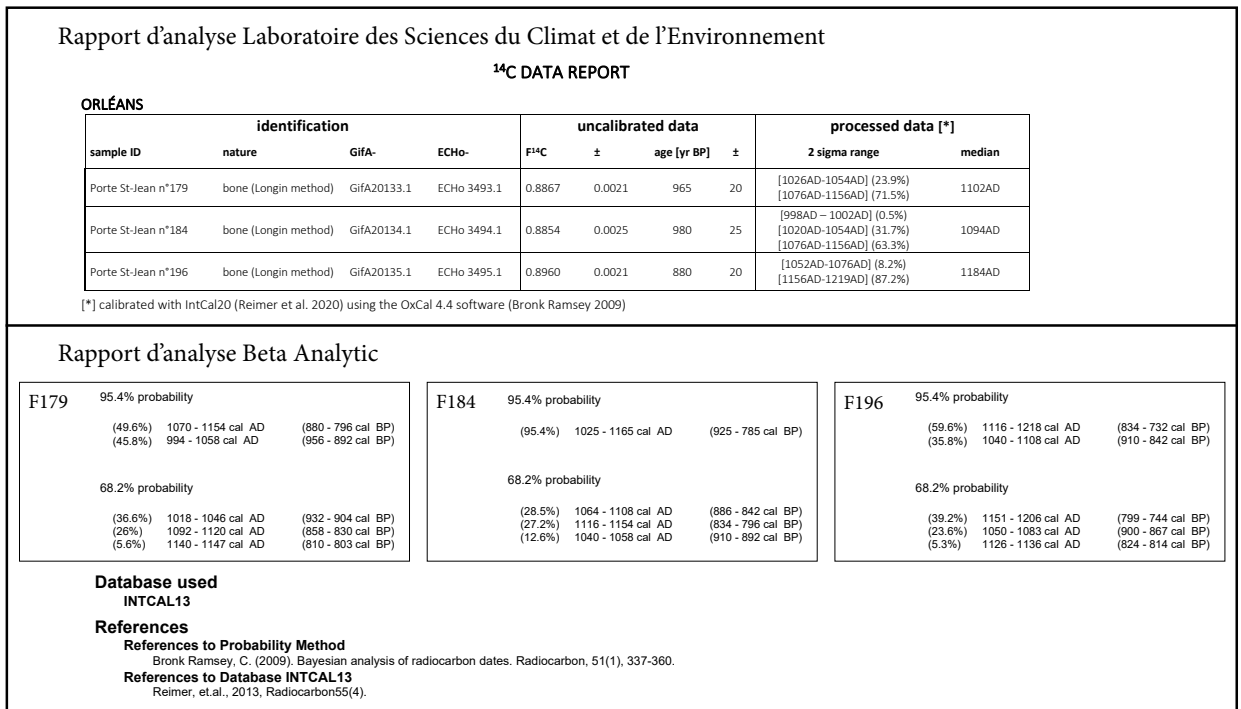 Rapport d'analyse Laboratoire des Sciences du Climat et de l'Environnement
¹⁴C DATA REPORT
ORLÉANS
identification uncalibrated data processed data [*]
sample ID nature GifA- ECHo- F¹⁴C ± age [yr BP] ± 2 sigma range median
Porte St-Jean n°179 bone (Longin method) GifA20133.1 ECHo 3493.1 0.8867 0.0021 965 20 [1026AD-1054AD] (23.9%) 1102AD
[1076AD-1156AD] (71.5%)
Porte St-Jean n°184 bone (Longin method) GifA20134.1 ECHo 3494.1 0.8854 0.0025 980 25 [998AD – 1002AD] (0.5%) 1094AD
[1020AD-1054AD] (31.7%)
[1076AD-1156AD] (63.3%)
Porte St-Jean n°196 bone (Longin method) GifA20135.1 ECHo 3495.1 0.8960 0.0021 880 20 [1052AD-1076AD] (8.2%) 1184AD
[1156AD-1219AD] (87.2%)
[*] calibrated with IntCal20 (Reimer et al. 2020) using the OxCal 4.4 software (Bronk Ramsey 2009)
Rapport d'analyse Beta Analytic
F179 95.4% probability
(49.6%) 1070 - 1154 cal AD (880 - 796 cal BP)
(45.8%) 994 - 1058 cal AD (956 - 892 cal BP)
68.2% probability
(36.6%) 1018 - 1046 cal AD (932 - 904 cal BP)
(26%) 1092 - 1120 cal AD (858 - 830 cal BP)
(5.6%) 1140 - 1147 cal AD (810 - 803 cal BP)
F184 95.4% probability
(95.4%) 1025 - 1165 cal AD (925 - 785 cal BP)
68.2% probability
(28.5%) 1064 - 1108 cal AD (886 - 842 cal BP)
(27.2%) 1116 - 1154 cal AD (834 - 796 cal BP)
(12.6%) 1040 - 1058 cal AD (910 - 892 cal BP)
F196 95.4% probability
(59.6%) 1116 - 1218 cal AD (834 - 732 cal BP)
(35.8%) 1040 - 1108 cal AD (910 - 842 cal BP)
68.2% probability
(39.2%) 1151 - 1206 cal AD (799 - 744 cal BP)
(23.6%) 1050 - 1083 cal AD (900 - 867 cal BP)
(5.3%) 1126 - 1136 cal AD (824 - 814 cal BP)
Database used
INTCAL13
References
References to Probability Method
Bronk Ramsey, C. (2009). Bayesian analysis of radiocarbon dates. Radiocarbon, 51(1), 337-360.
References to Database INTCAL13
Reimer, et.al., 2013, Radiocarbon55(4).